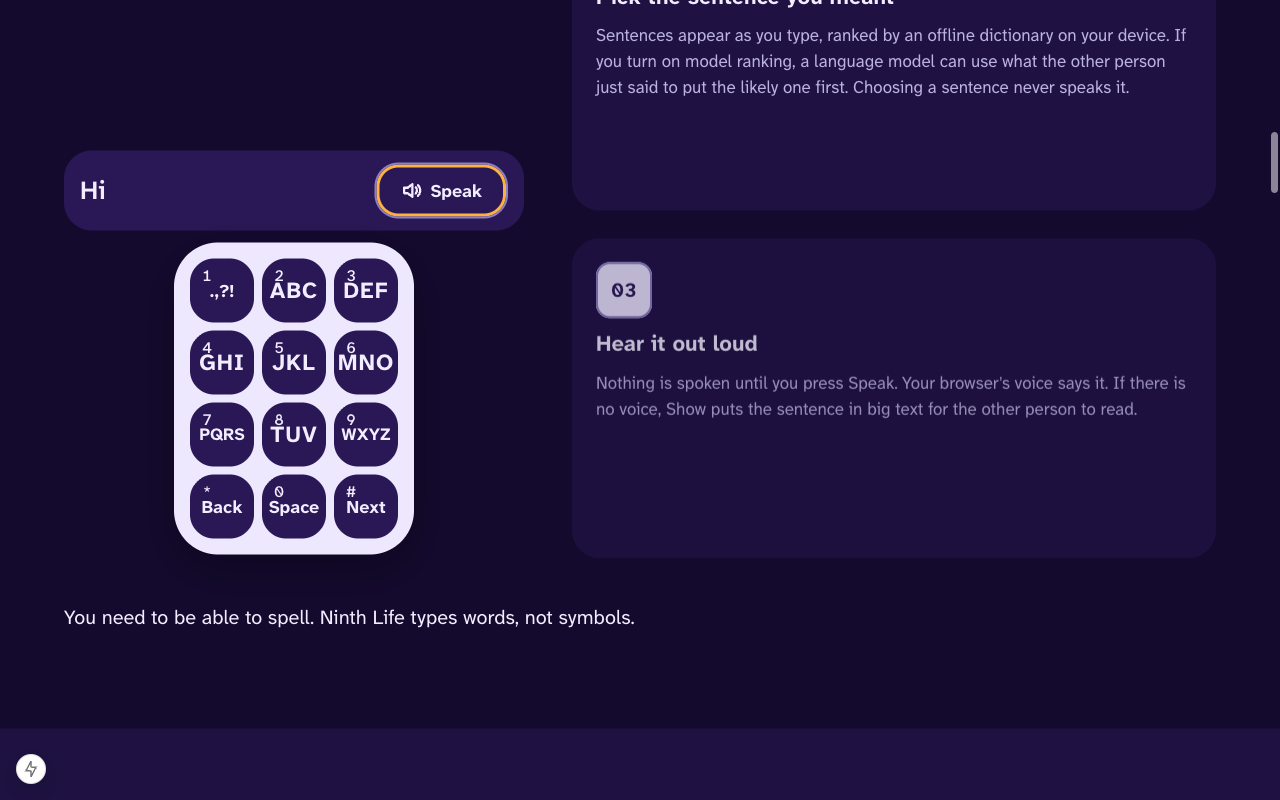 Pick the sentence you meant
Sentences appear as you type, ranked by an offline dictionary on your device. If
you turn on model ranking, a language model can use what the other person
just said to put the likely one first. Choosing a sentence never speaks it.
Hi
Speak
1
.,?!
2
ABC
3
DEF
4
GHI
5
JKL
6
MNO
7
PQRS
8
TUV
9
WXYZ
*
Back
0
Space
#
Next
03
Hear it out loud
Nothing is spoken until you press Speak. Your browser's voice says it. If there is
no voice, Show puts the sentence in big text for the other person to read.
You need to be able to spell. Ninth Life types words, not symbols.